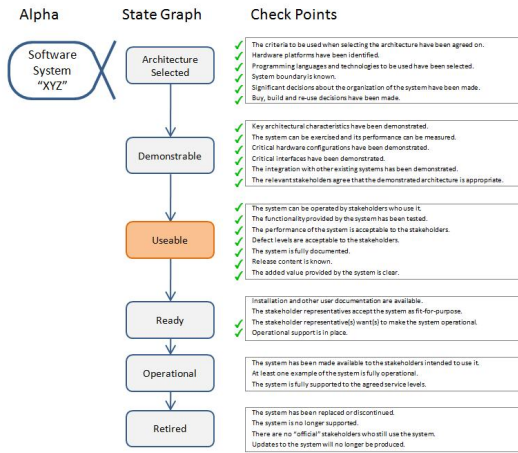 Alpha
State Graph
Check Points
Software
System
"XYZ"
Architecture
Selected
The criteria to be used when selecting the architecture have been agreed on.
Hardware platforms have been identified.
Programming languages and technologies to be used have been selected.
System boundary is known.
Significant decisions about the organization of the system have been made.
Buy, build and re-use decisions have been made.
Demonstrable
Key architectural characteristics have been demonstrated.
The system can be exercised and its performance can be measured.
Critical hardware configurations have been demonstrated.
Critical interfaces have been demonstrated.
The integration with other existing systems has been demonstrated.
The relevant stakeholders agree that the demonstrated architecture is appropriate.
Useable
The system can be operated by stakeholders who use it.
The functionality provided by the system has been tested.
The performance of the system is acceptable to the stakeholders.
Defect levels are acceptable to the stakeholders.
The system is fully documented.
Release content is known.
The added value provided by the system is clear.
Ready
Installation and other user documentation are available.
The stakeholder representatives accept the system as fit-for-purpose.
The stakeholder representative(s) want(s) to make the system operational.
Operational support is in place.
Operational
The system has been made available to the stakeholders intended to use it.
At least one example of the system is fully operational.
The system is fully supported to the agreed service levels.
Retired
The system has been replaced or discontinued.
The system is no longer supported.
There are no "official" stakeholders who still use the system.
Updates to the system will no longer be produced.